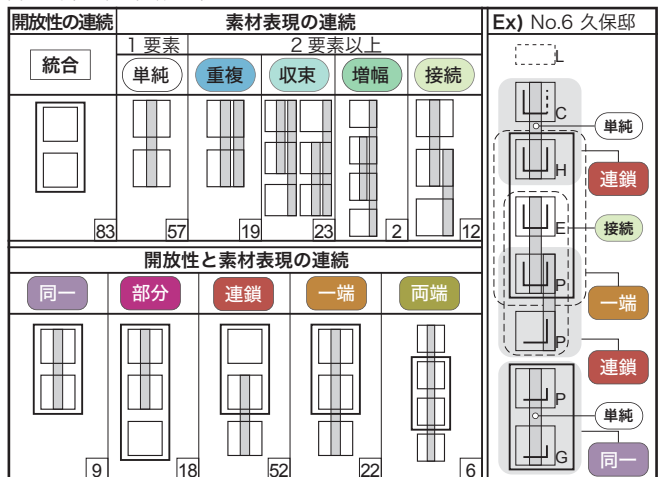 開放性の連続
素材表現の連続
Ex) No.6 久保邸
1 要素
2 要素以上
統合
単純
重複
収束
増幅
接続
83
57
19
23
2
12
開放性と素材表現の連続
同一
部分
連鎖
一端
両端
9
18
52
22
6
L
C
単純
H
連鎖
E
接続
P
一端
P
連鎖
P
単純
G
同一